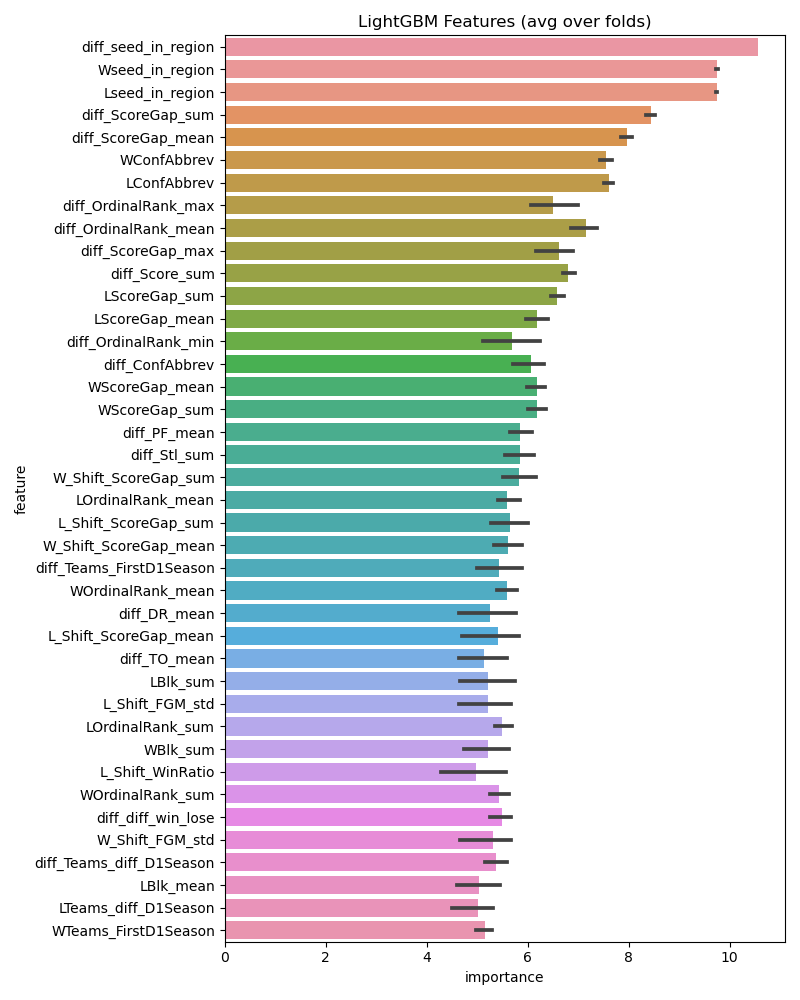 LightGBM Features (avg over folds)
diff_seed_in_region
Wseed_in_region
Lseed_in_region
diff_ScoreGap_sum
diff_ScoreGap_mean
WConfAbbrev
LConfAbbrev
diff_OrdinalRank_max
diff_OrdinalRank_mean
diff_ScoreGap_max
diff_Score_sum
LScoreGap_sum
LScoreGap_mean
diff_OrdinalRank_min
diff_ConfAbbrev
WScoreGap_mean
WScoreGap_sum
diff_PF_mean
diff_Stl_sum
W_Shift_ScoreGap_sum
LOrdinalRank_mean
L_Shift_ScoreGap_sum
W_Shift_ScoreGap_mean
diff_Teams_FirstD1Season
WOrdinalRank_mean
diff_DR_mean
L_Shift_ScoreGap_mean
diff_TO_mean
LBlk_sum
L_Shift_FGM_std
LOrdinalRank_sum
WBlk_sum
L_Shift_WinRatio
WOrdinalRank_sum
diff_diff_win_lose
W_Shift_FGM_std
diff_Teams_diff_D1Season
LBlk_mean
LTeams_diff_D1Season
WTeams_FirstD1Season
feature
0 2 4 6 8 10
importance